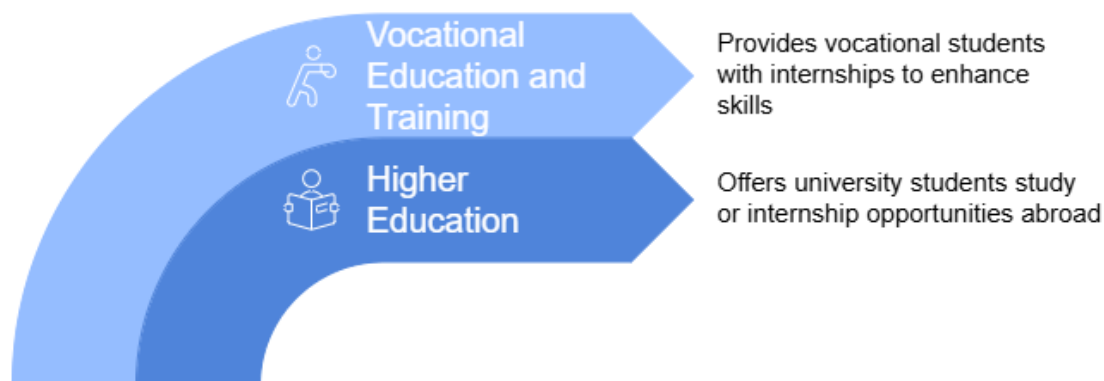 Vocational
Education and
Training
Provides vocational students
with internships to enhance
skills
Higher
Education
Offers university students study
or internship opportunities abroad